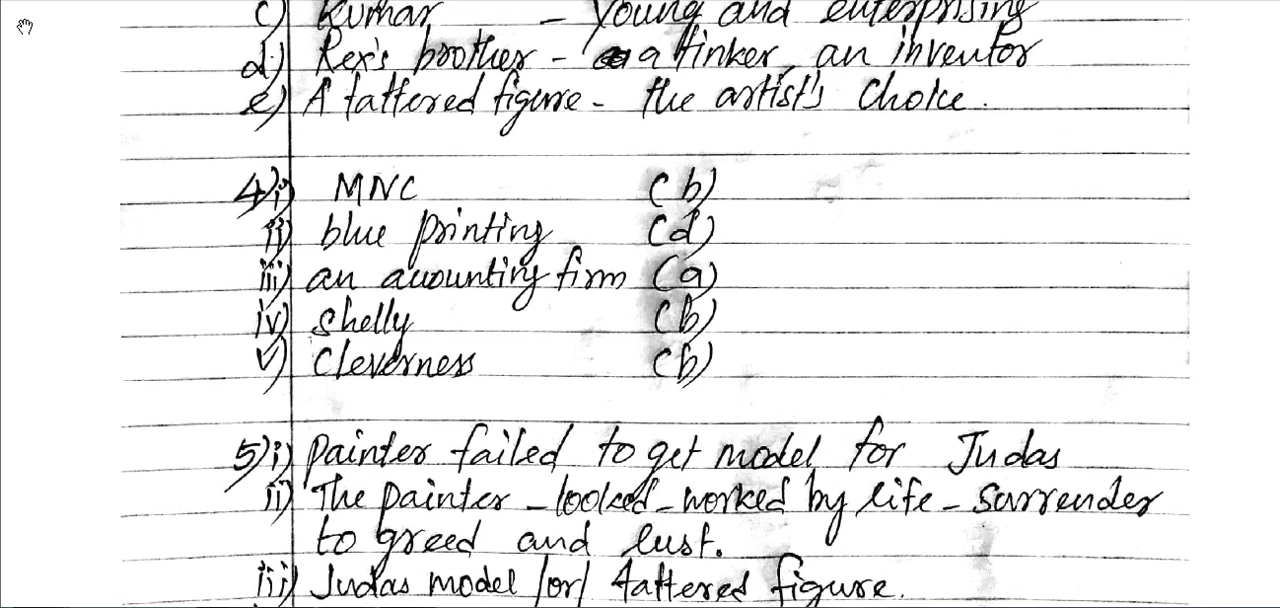 c) Kumar - young and enterprising
d) Rex's brother - a tinker, an inventor
e) A tattered figure - the artist's choice.
4) i) MNC (b)
ii) blue printing (d)
iii) an accounting firm (a)
iv) Shelly (b)
v) Cleverness (b)
5) i) Painter failed to get model for Judas
ii) The painter - looked - worked by life - surrender
to greed and lust.
iii) Judas model /or/ tattered figure.